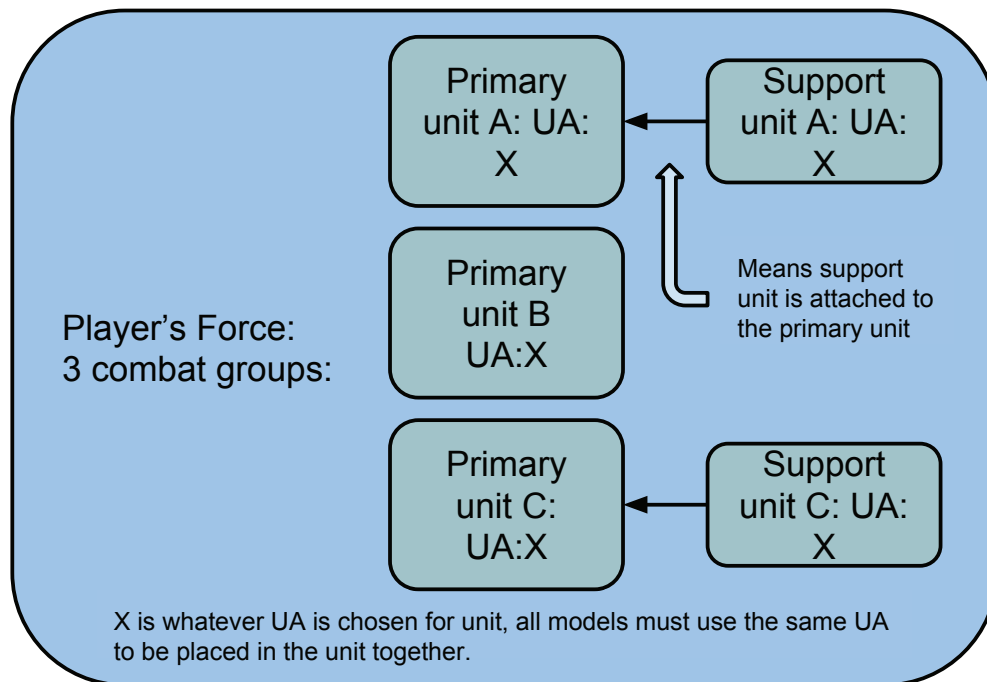 Primary
unit A: UA:
X
Support
unit A: UA:
X
Means support
unit is attached to
the primary unit
Primary
unit B
UA:X
Player’s Force:
3 combat groups:
Primary
unit C:
UA:X
Support
unit C: UA:
X
X is whatever UA is chosen for unit, all models must use the same UA
to be placed in the unit together.